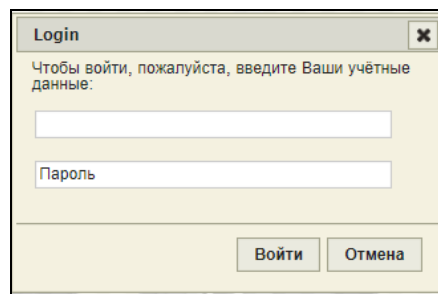 Login
Чтобы войти, пожалуйста, введите Ваши учётные
данные:
Пароль
Войти Отмена